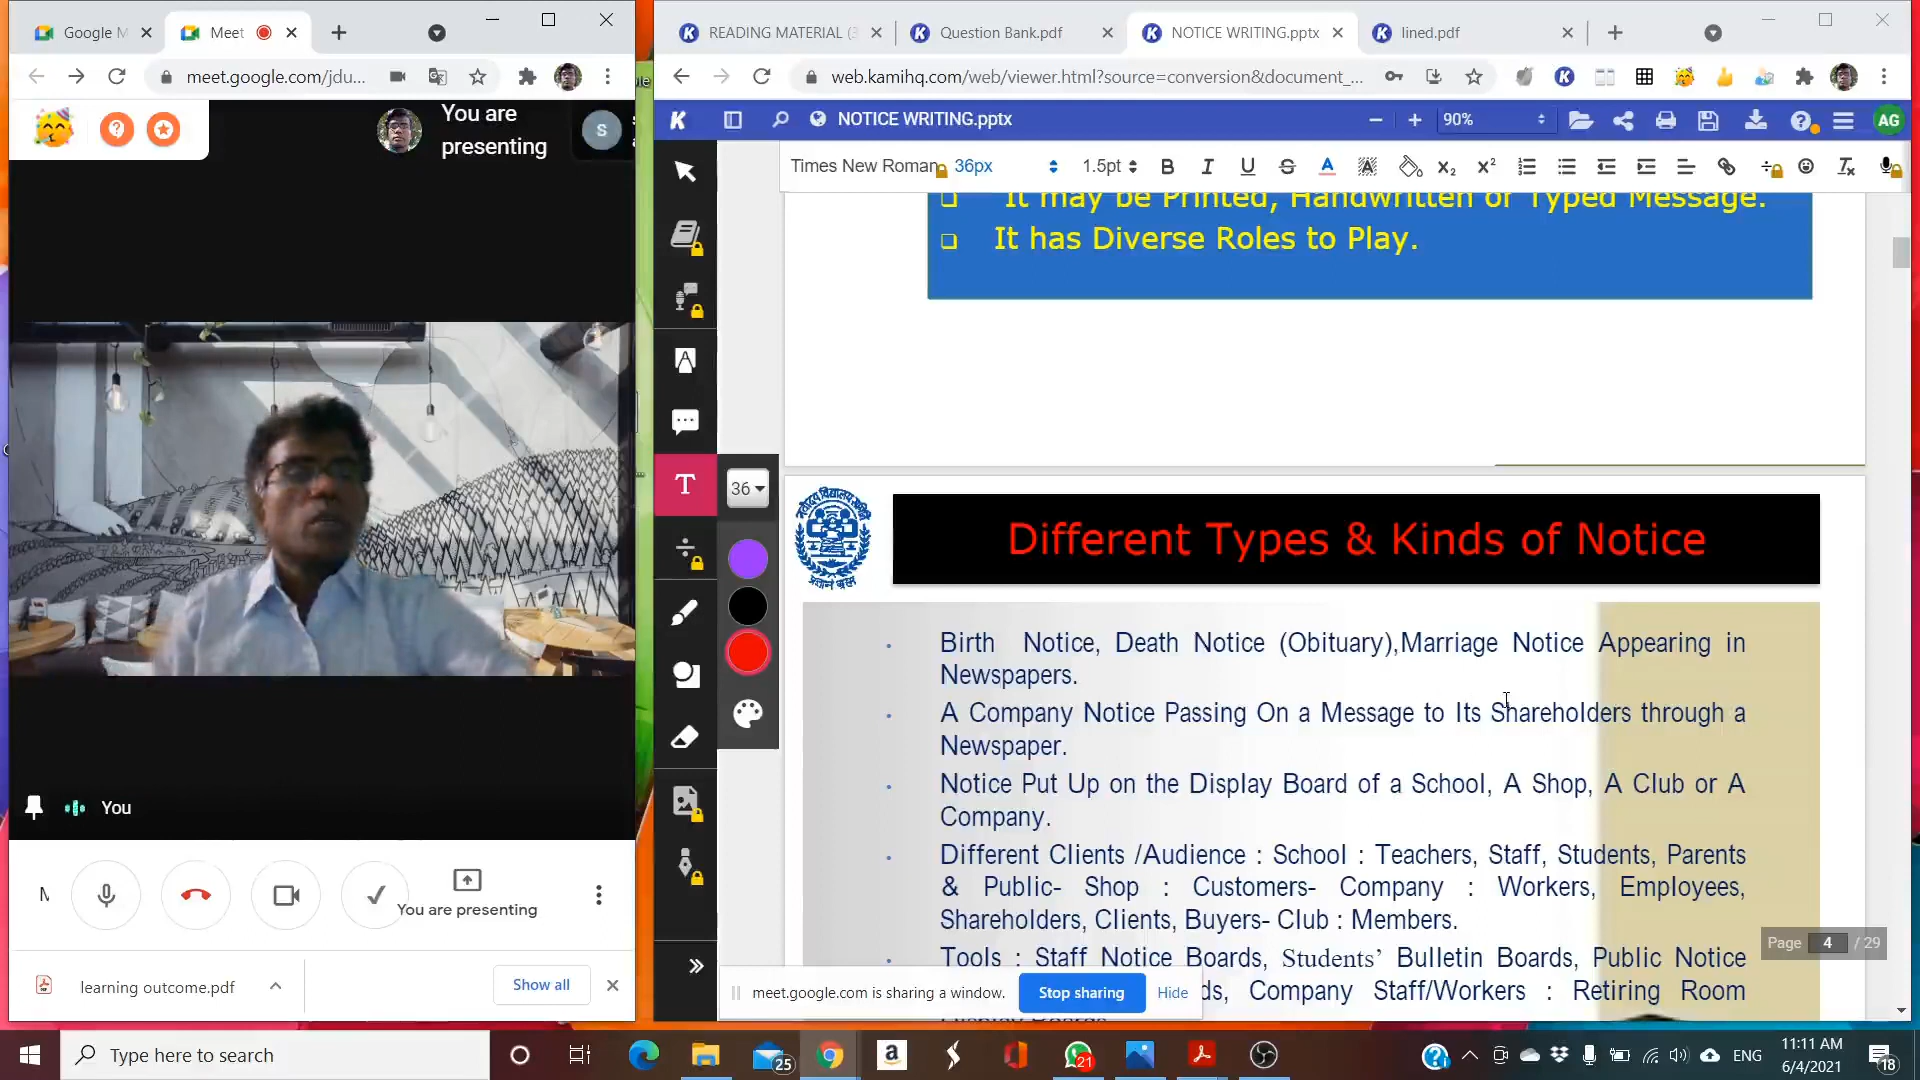 Google M
Meet
READING MATERIAL (3
Question Bank.pdf
NOTICE WRITING.pptx
lined.pdf
meet.google.com/jdu...
web.kamihq.com/web/viewer.html?source=conversion&document_...
You are
presenting
S
NOTICE WRITING.pptx
90%
AG
Times New Roman
36px
1.5pt
It may be Printed, Handwritten or Typed Message.
It has Diverse Roles to Play.
T
36
Different Types & Kinds of Notice
Birth Notice, Death Notice (Obituary),Marriage Notice Appearing in
Newspapers.
A Company Notice Passing On a Message to Its Shareholders through a
Newspaper.
Notice Put Up on the Display Board of a School, A Shop, A Club or A
Company.
Different Clients /Audience : School : Teachers, Staff, Students, Parents
& Public- Shop : Customers- Company : Workers, Employees,
Shareholders, Clients, Buyers- Club : Members.
Tools : Staff Notice Boards, Students’ Bulletin Boards, Public Notice
ds, Company Staff/Workers : Retiring Room
Page 4 / 29
You
You are presenting
learning outcome.pdf
Show all
meet.google.com is sharing a window.
Stop sharing
Hide
Type here to search
25
21
ENG
11:11 AM
6/4/2021
18